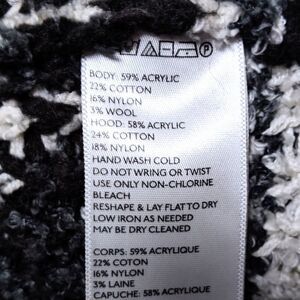 BODY: 59% ACRYLIC
22% COTTON
16% NYLON
3% WOOL
HOOD: 58% ACRYLIC
24% COTTON
18% NYLON
HAND WASH COLD
DO NOT WRING OR TWIST
USE ONLY NON-CHLORINE
BLEACH
RESHAPE & LAY FLAT TO DRY
LOW IRON AS NEEDED
MAY BE DRY CLEANED
CORPS: 59% ACRYLIQUE
22% COTON
16% NYLON
3% LAINE
CAPUCHE: 58% ACRYLIQUE